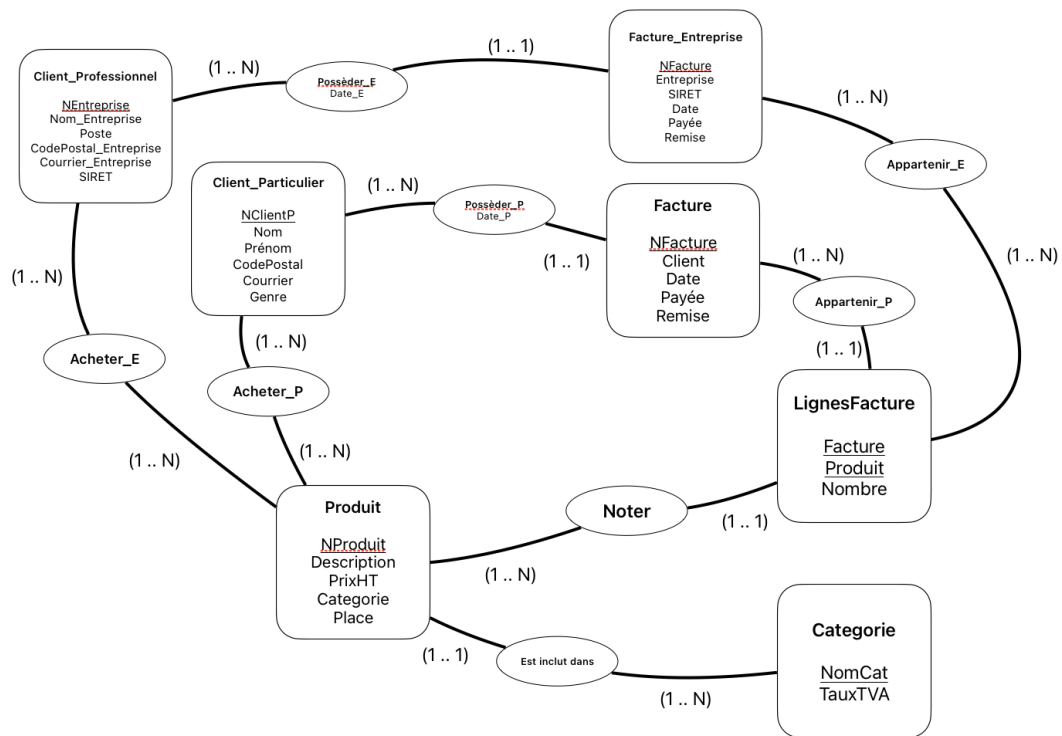 Client_Professionnel
NEntreprise
Nom_Entreprise
Poste
CodePostal_Entreprise
Courrier_Entreprise
SIRET
(1 .. N)
Possèder_E
Date_E
(1 .. 1)
Facture_Entreprise
NFacture
Entreprise
SIRET
Date
Payée
Remise
(1 .. N)
Appartenir_E
(1 .. N)
Client_Particulier
NClientP
Nom
Prénom
CodePostal
Courrier
Genre
(1 .. N)
Possèder_P
Date_P
(1 .. 1)
Facture
NFacture
Client
Date
Payée
Remise
(1 .. N)
Appartenir_P
(1 .. 1)
(1 .. N)
Acheter_E
(1 .. N)
(1 .. N)
Acheter_P
(1 .. N)
LignesFacture
Facture
Produit
Nombre
Produit
NProduit
Description
PrixHT
Categorie
Place
(1 .. N)
Noter
(1 .. 1)
(1 .. 1)
Est inclut dans
(1 .. N)
Categorie
NomCat
TauxTVA